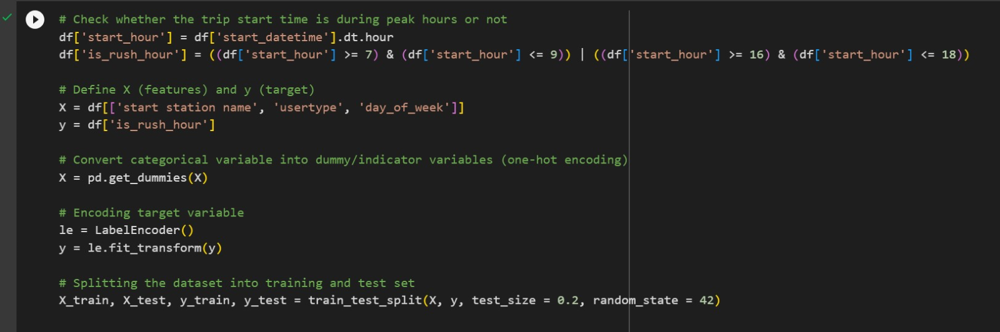 # Check whether the trip start time is during peak hours or not
df['start_hour'] = df['start_datetime'].dt.hour
df['is_rush_hour'] = ((df['start_hour'] >= 7) & (df['start_hour'] <= 9)) | ((df['start_hour'] >= 16) & (df['start_hour'] <= 18))
# Define X (features) and y (target)
X = df[['start station name', 'usertype', 'day_of_week']]
y = df['is_rush_hour']
# Convert categorical variable into dummy/indicator variables (one-hot encoding)
X = pd.get_dummies(X)
# Encoding target variable
le = LabelEncoder()
y = le.fit_transform(y)
# Splitting the dataset into training and test set
X_train, X_test, y_train, y_test = train_test_split(X, y, test_size = 0.2, random_state = 42)